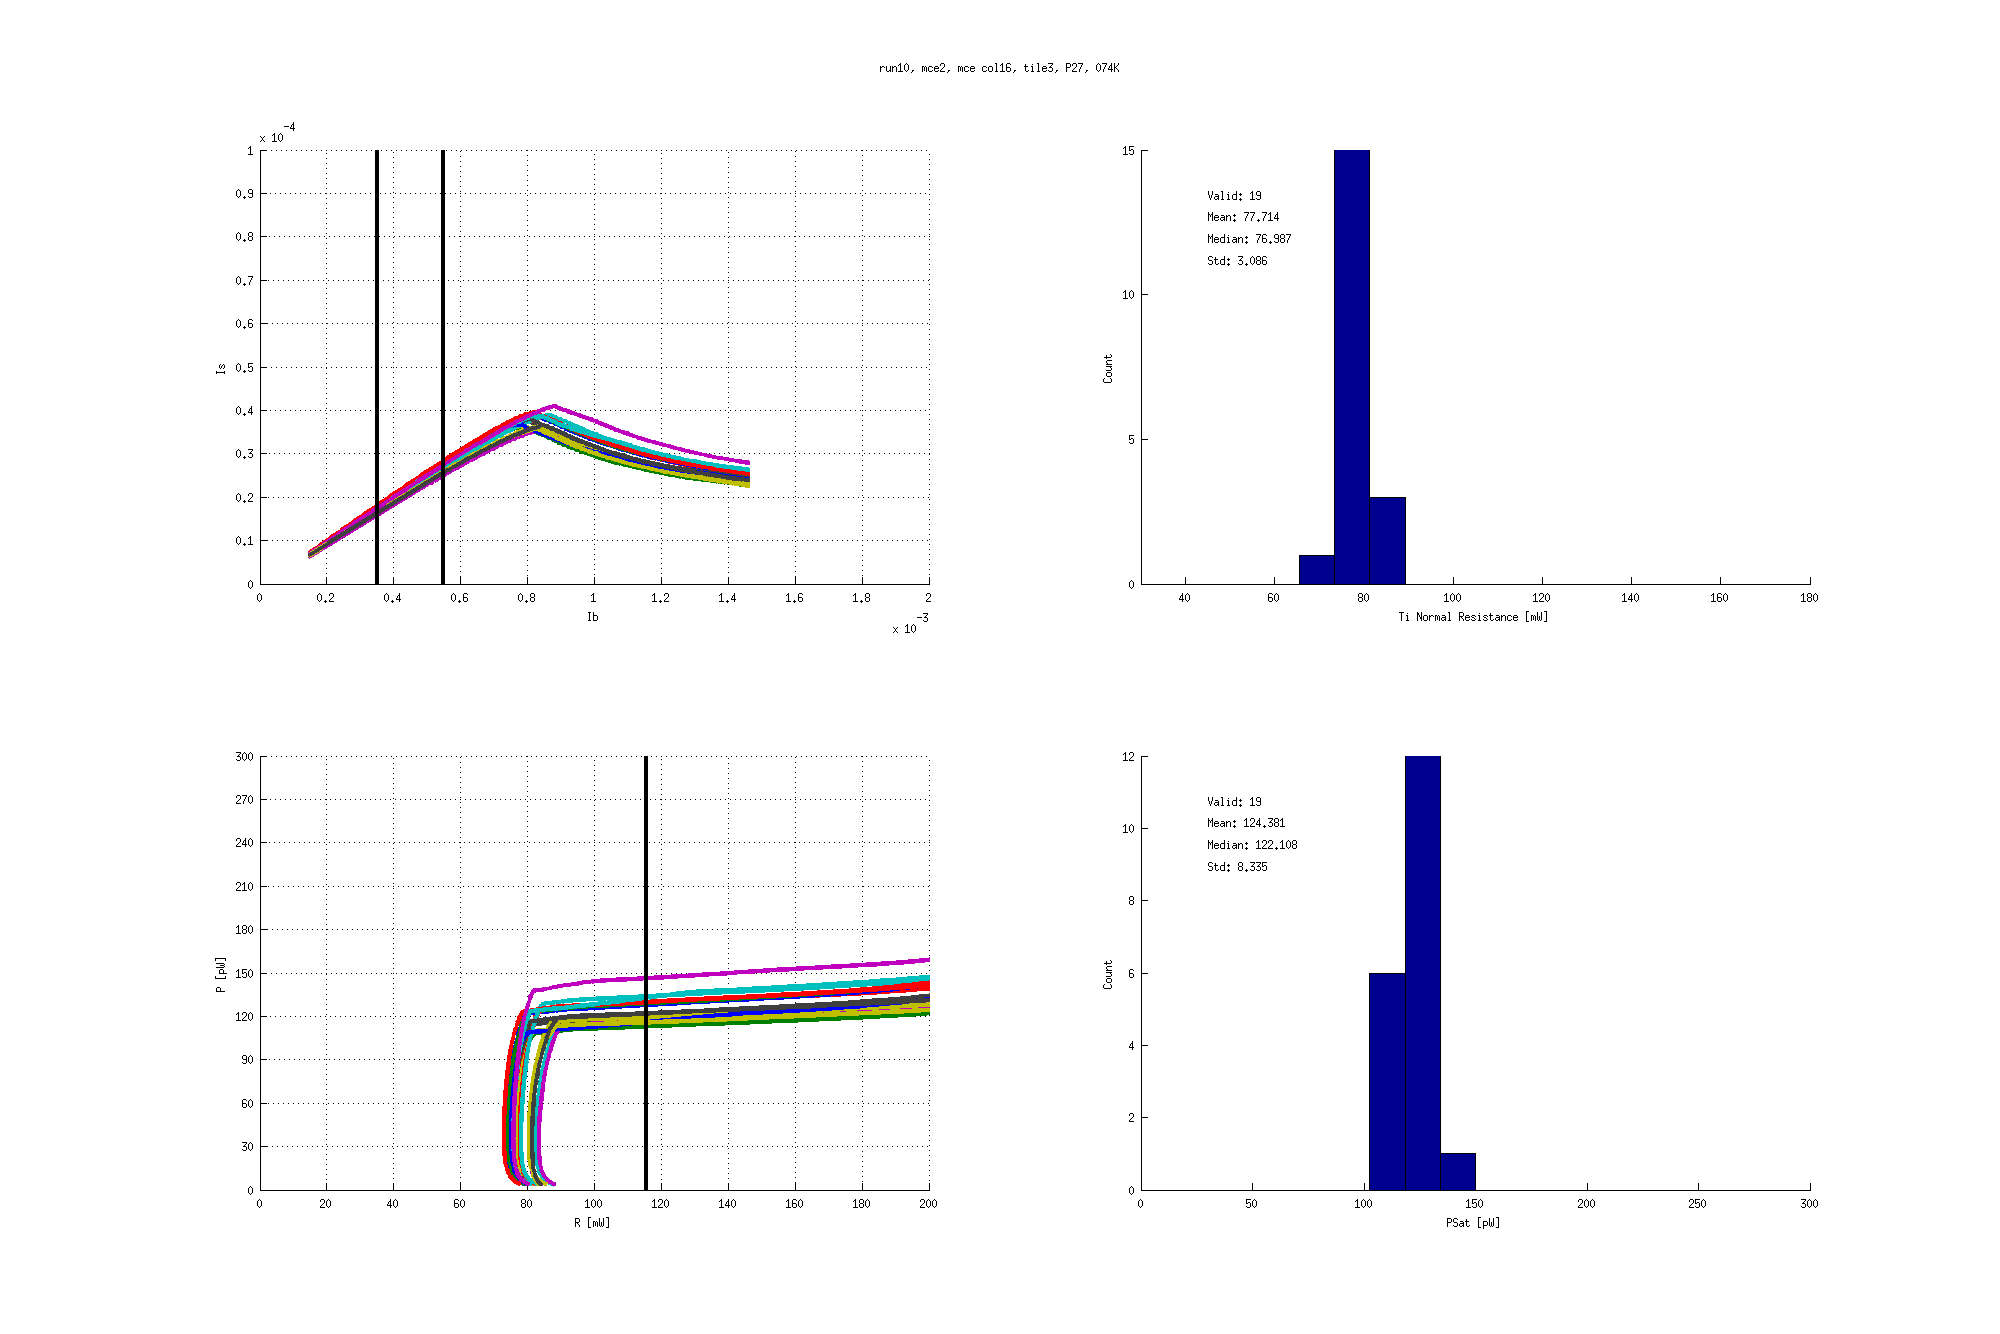 run10, mce2, mce col16, tile3, P27, 074K
x 10^-4
1
0.9
0.8
0.7
0.6
0.5
0.4
0.3
0.2
0.1
0
Is
0 0.2 0.4 0.6 0.8 1 1.2 1.4 1.6 1.8 2
Ib
x 10^-3
15
10
5
0
Count
Valid: 19
Mean: 77.714
Median: 76.987
Std: 3.086
40 60 80 100 120 140 160 180
Ti Normal Resistance [mW]
300
270
240
210
180
150
120
90
60
30
0
P [pW]
0 20 40 60 80 100 120 140 160 180 200
R [mW]
12
10
8
6
4
2
0
Count
Valid: 19
Mean: 124.381
Median: 122.108
Std: 8.335
0 50 100 150 200 250 300
PSat [pW]